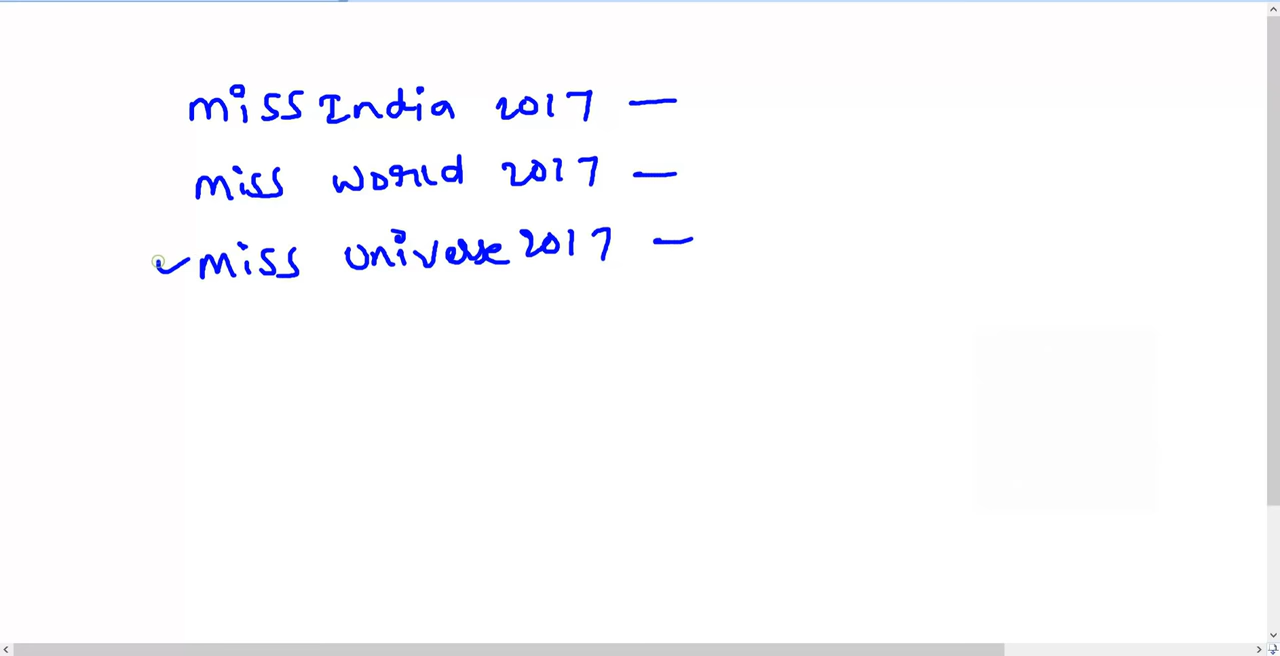 miss India 2017 —
miss world 2017 —
✓ miss universe 2017 —